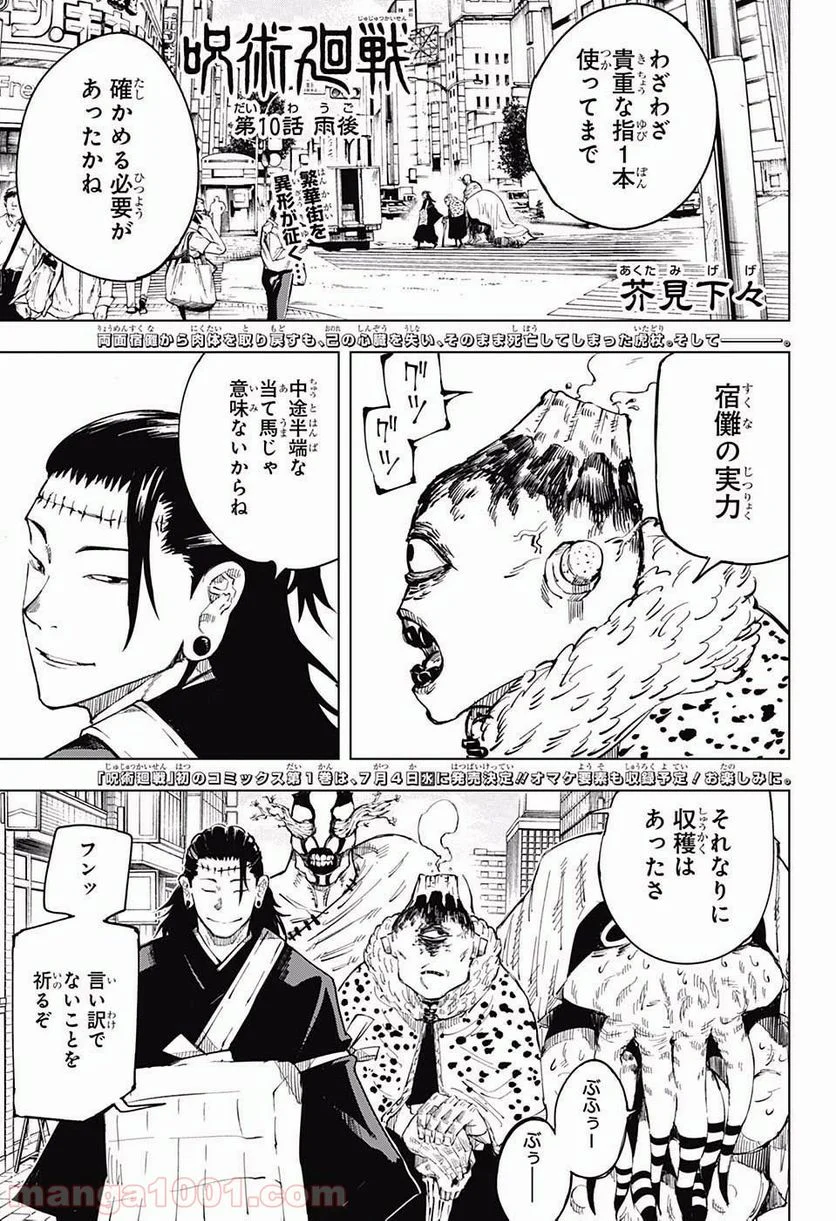 わざわざ
貴重な指1本
使ってまで
確かめる必要が
あったかね
呪術廻戦
第10話 雨後
繁華街を
異形が征く…
芥見下々
両面宿儺から肉体を取り戻すも、己の心臓を失い、そのまま死亡してしまった虎杖。そして―――。
宿儺の実力
グッ
グッ
中途半端な
当て馬じゃ
意味ないからね
「呪術廻戦」初のコミックス第1巻は、7月4日㊌に発売決定!!オマケ要素も収録予定!お楽しみに。
それなりに
収穫は
あったさ
フンッ
言い訳で
ないことを
祈るぞ
ぶふぅー
ぶぅー
manga1001.com